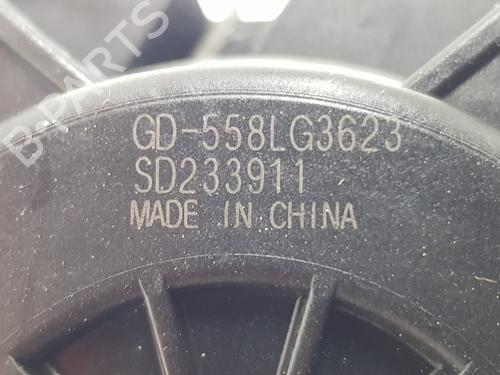 B-PARTS
GD-558LG3623
SD233911
MADE IN CHINA